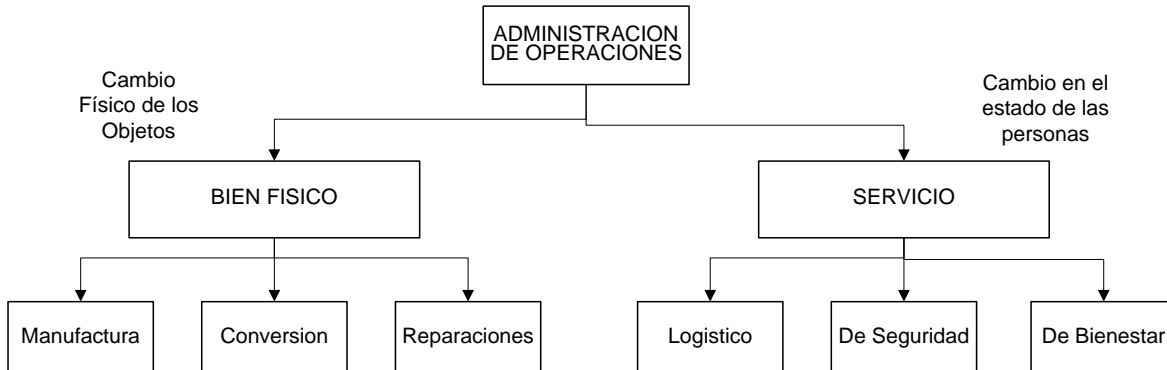 ADMINISTRACION
DE OPERACIONES
Cambio
Físico de los
Objetos
Cambio en el
estado de las
personas
BIEN FISICO
SERVICIO
Manufactura
Conversion
Reparaciones
Logistico
De Seguridad
De Bienestar